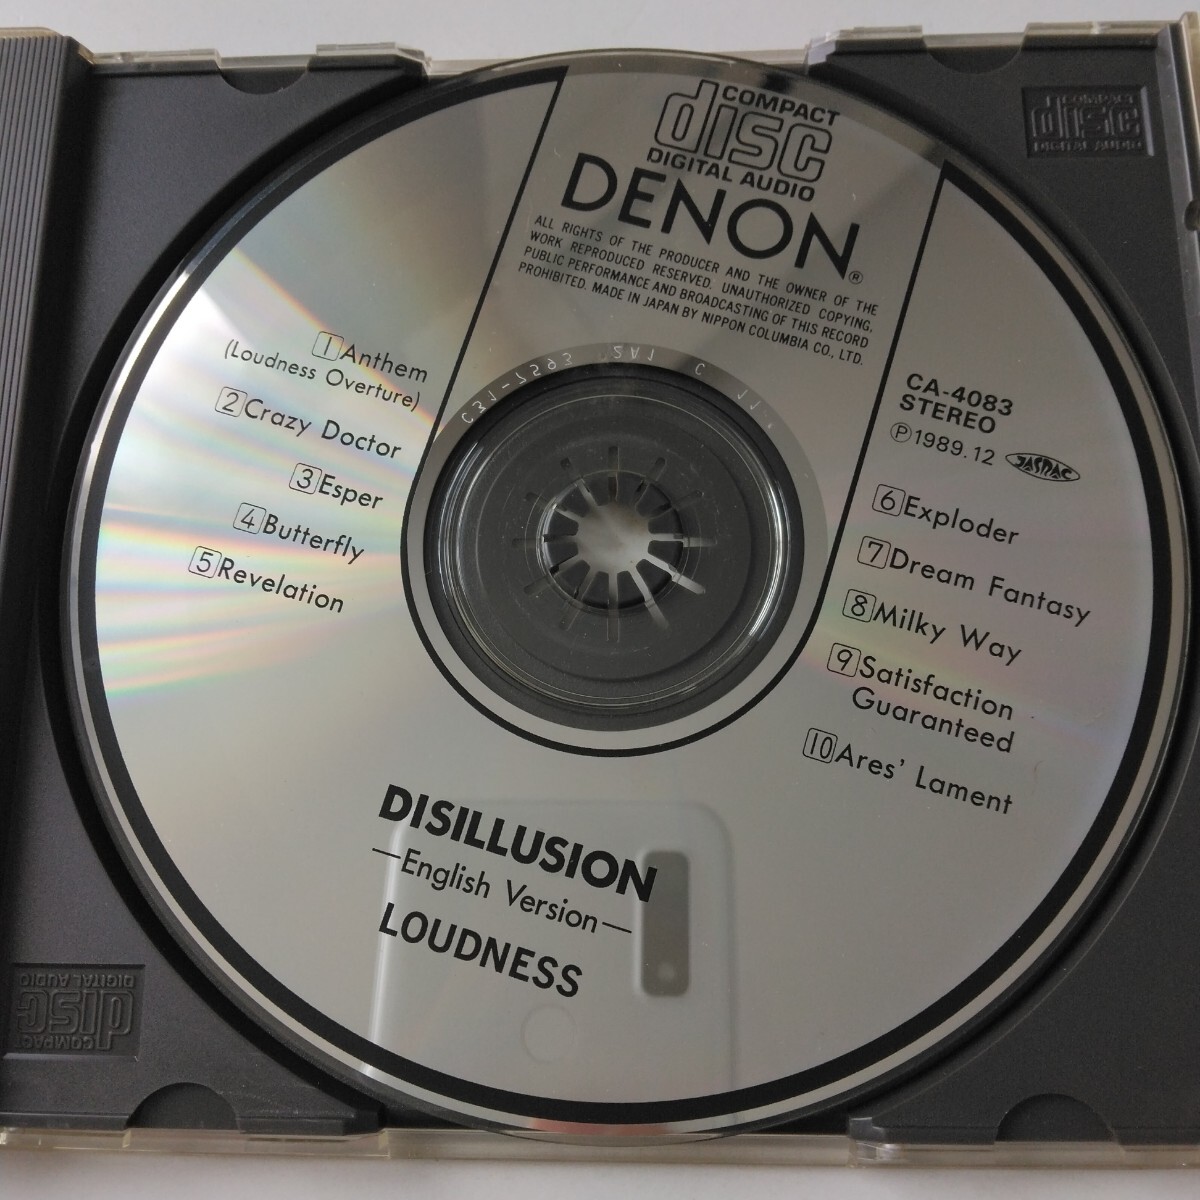 COMPACT
disc
DIGITAL AUDIO
DENON®
ALL RIGHTS OF THE PRODUCER AND THE OWNER OF THE
WORK REPRODUCED RESERVED. UNAUTHORIZED COPYING,
PUBLIC PERFORMANCE AND BROADCASTING OF THIS RECORD
PROHIBITED. MADE IN JAPAN BY NIPPON COLUMBIA CO., LTD.
1 Anthem
(Loudness Overture)
2 Crazy Doctor
3 Esper
4 Butterfly
5 Revelation
C31-7593 2A1 C
CA-4083
STEREO
Ⓟ1989.12 JASRAC
6 Exploder
7 Dream Fantasy
8 Milky Way
9 Satisfaction
Guaranteed
10 Ares' Lament
DISILLUSION
—English Version—
LOUDNESS
COMPACT
disc
DIGITAL AUDIO
COMPACT
disc
DIGITAL AUDIO